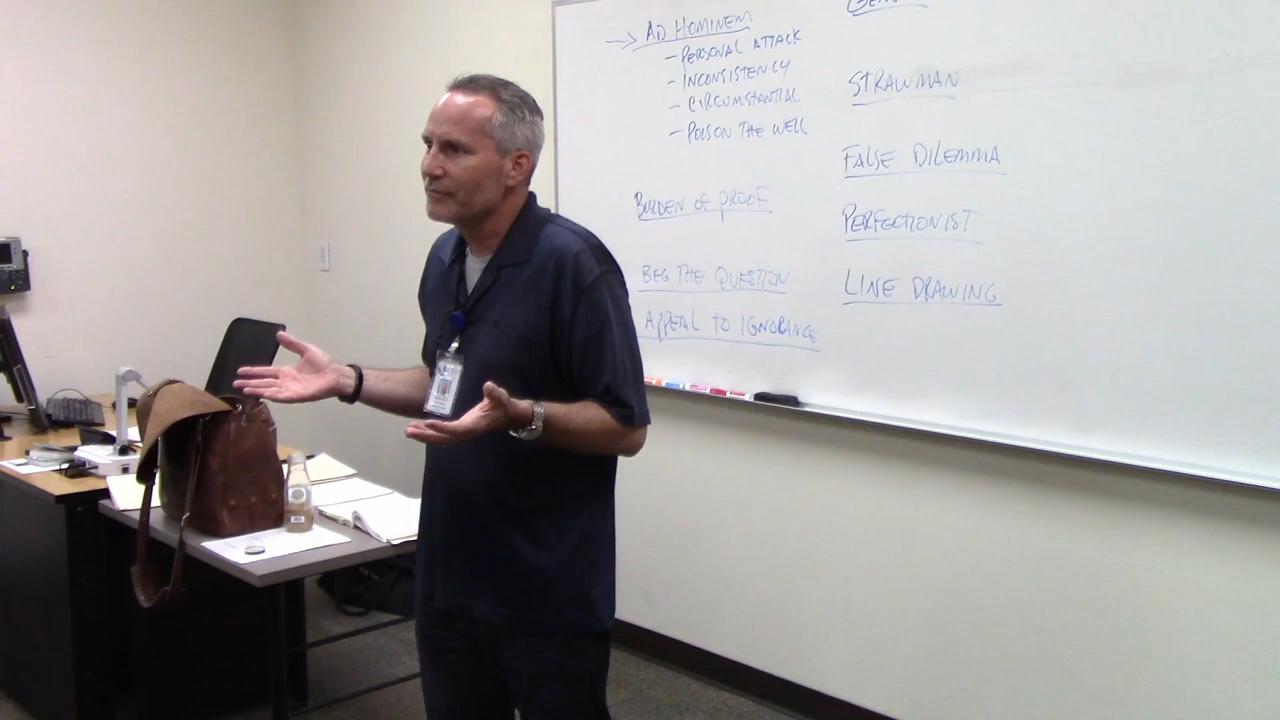 AD HOMINEM
- PERSONAL ATTACK
- INCONSISTENCY
- CIRCUMSTANTIAL
- POISON THE WELL
BURDEN OF PROOF
BEG THE QUESTION
APPEAL TO IGNORANCE
STRAWMAN
FALSE DILEMMA
PERFECTIONIST
LINE DRAWING